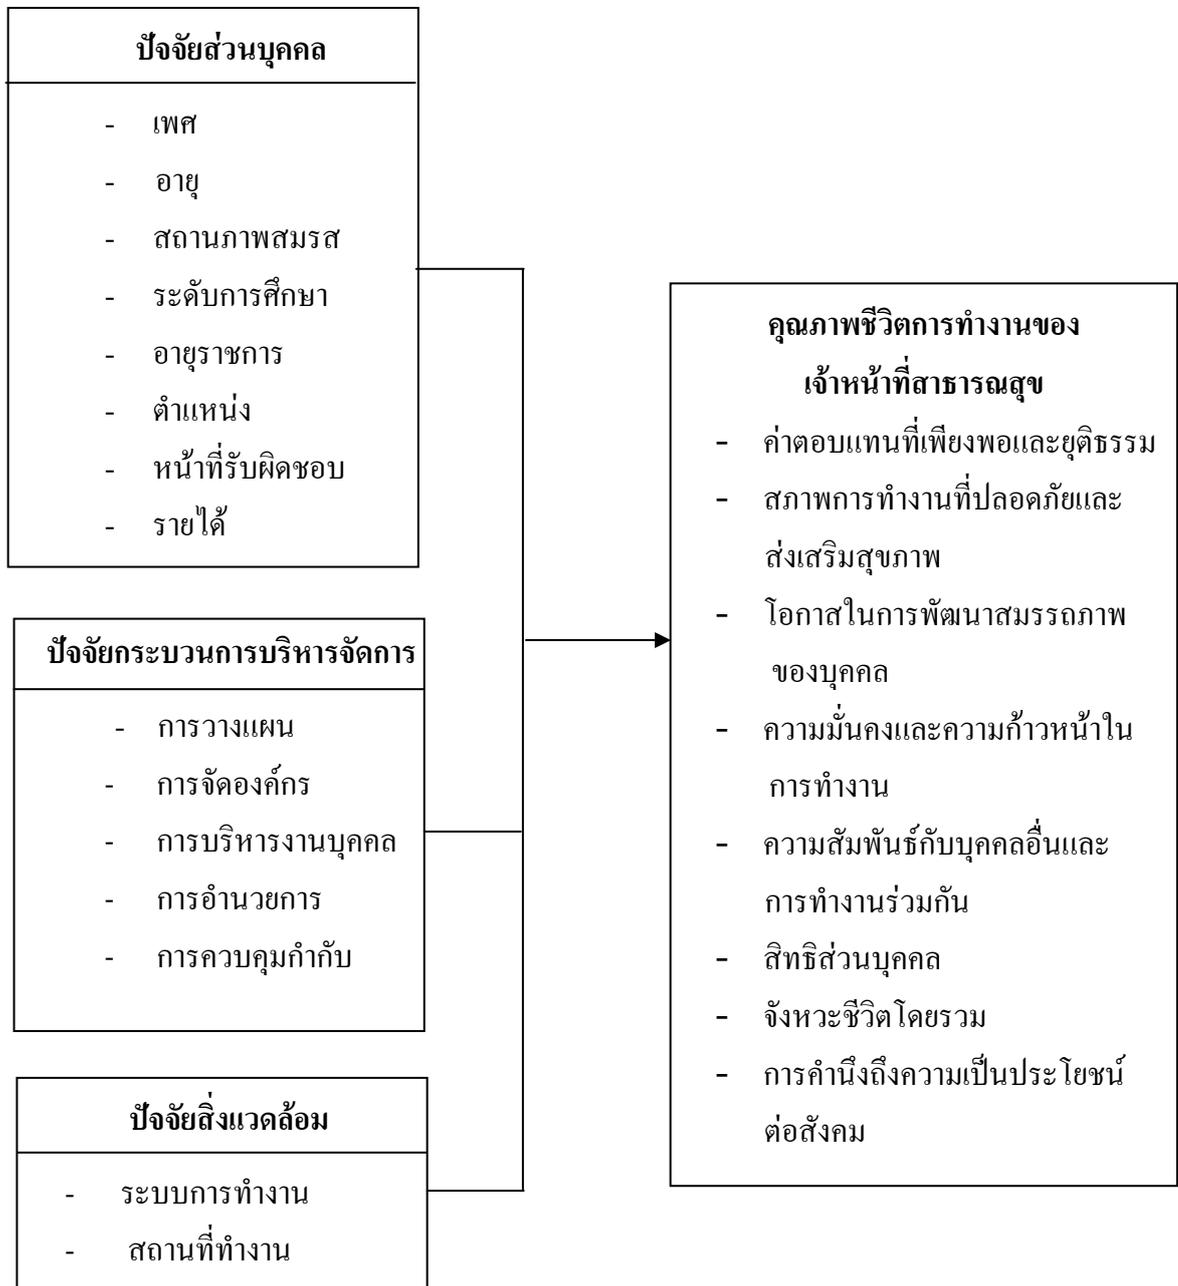 ปัจจัยส่วนบุคคล
- เพศ
- อายุ
- สถานภาพสมรส
- ระดับการศึกษา
- อายุราชการ
- ตำแหน่ง
- หน้าที่รับผิดชอบ
- รายได้
ปัจจัยกระบวนการบริหารจัดการ
- การวางแผน
- การจัดองค์กร
- การบริหารงานบุคคล
- การอำนวยการ
- การควบคุมกำกับ
ปัจจัยสิ่งแวดล้อม
- ระบบการทำงาน
- สถานที่ทำงาน
คุณภาพชีวิตการทำงานของ
เจ้าหน้าที่สาธารณสุข
- ค่าตอบแทนที่เพียงพอและยุติธรรม
- สภาพการทำงานที่ปลอดภัยและ
ส่งเสริมสุขภาพ
- โอกาสในการพัฒนาสมรรถภาพ
ของบุคคล
- ความมั่นคงและความก้าวหน้าใน
การทำงาน
- ความสัมพันธ์กับบุคคลอื่นและ
การทำงานร่วมกัน
- สิทธิส่วนบุคคล
- จังหวะชีวิตโดยรวม
- การคำนึงถึงความเป็นประโยชน์
ต่อสังคม